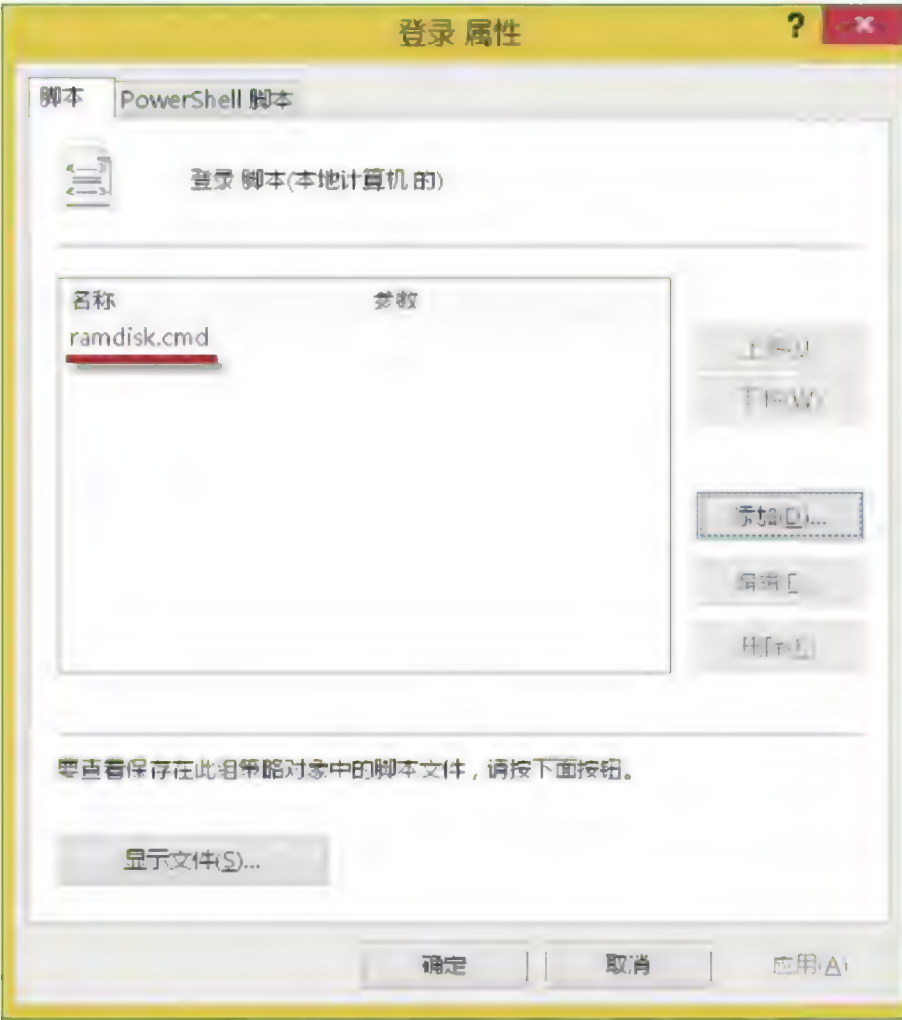 登录 属性
?
脚本
PowerShell 脚本
登录 脚本(本地计算机 的)
名称
参数
ramdisk.cmd
添加(D)...
要查看保存在此组策略对象中的脚本文件，请按下面按钮。
显示文件(S)...
确定
取消
应用(A)